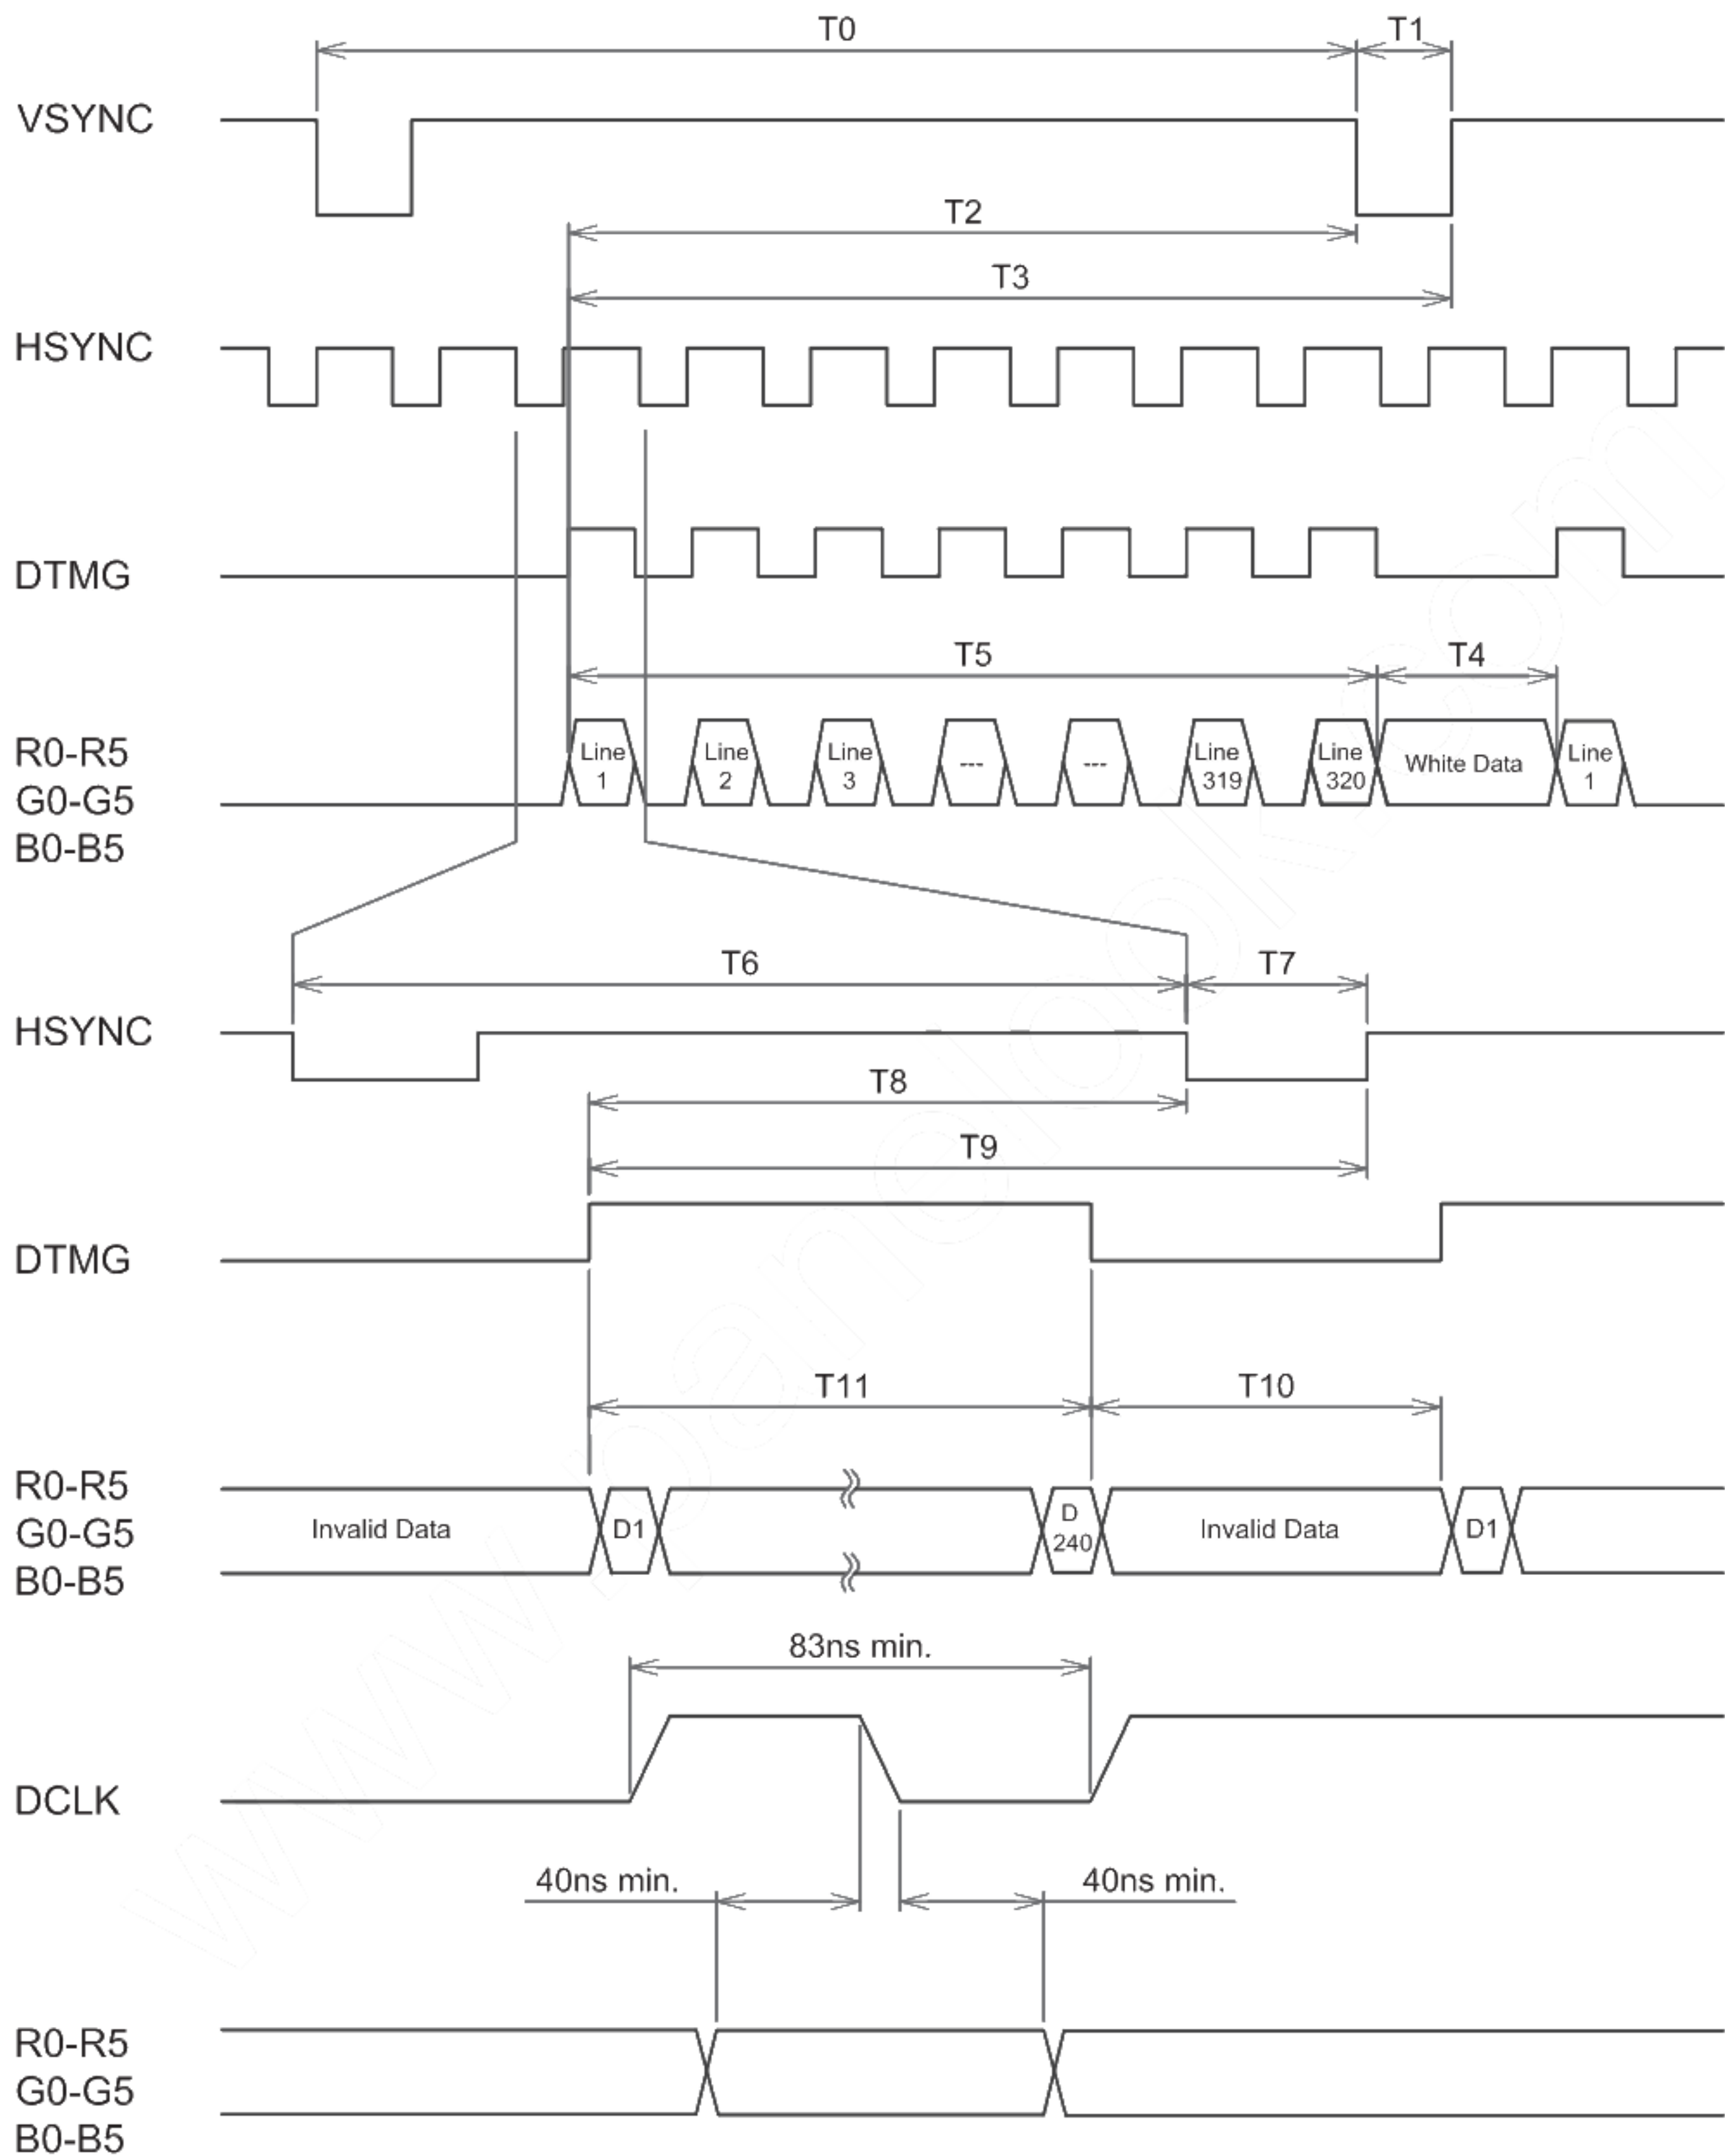 T0
T1
VSYNC
T2
T3
HSYNC
DTMG
T5
T4
R0-R5
G0-G5
B0-B5
Line
1
Line
2
Line
3
---
---
Line
319
Line
320
White Data
Line
1
T6
T7
HSYNC
T8
T9
DTMG
T11
T10
R0-R5
G0-G5
B0-B5
Invalid Data
D1
D
240
Invalid Data
D1
83ns min.
DCLK
40ns min.
40ns min.
R0-R5
G0-G5
B0-B5
www.panelook.com